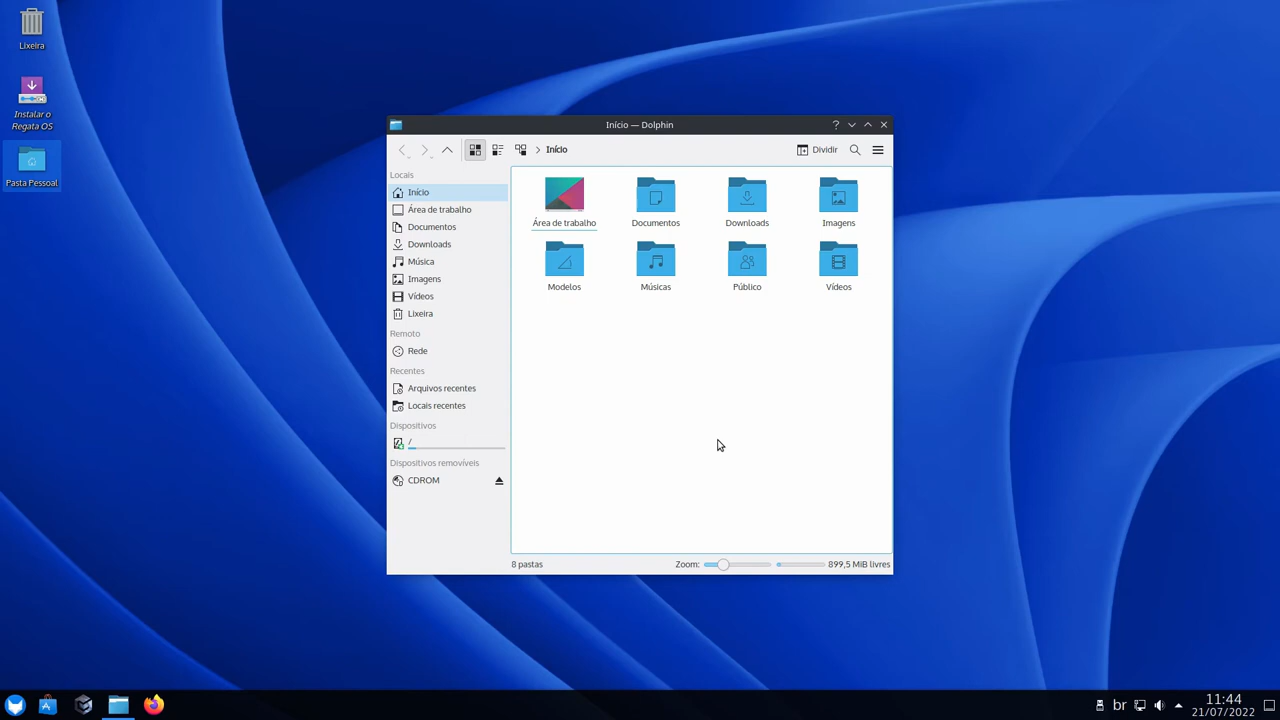 Lixeira
Instalar o
Regata OS
Pasta Pessoal
Início — Dolphin
Início
Dividir
Locais
Início
Área de trabalho
Documentos
Downloads
Música
Imagens
Vídeos
Lixeira
Remoto
Rede
Recentes
Arquivos recentes
Locais recentes
Dispositivos
/
Dispositivos removíveis
CDROM
Área de trabalho
Documentos
Downloads
Imagens
Modelos
Músicas
Público
Vídeos
8 pastas
Zoom:
899,5 MiB livres
br
11:44
21/07/2022